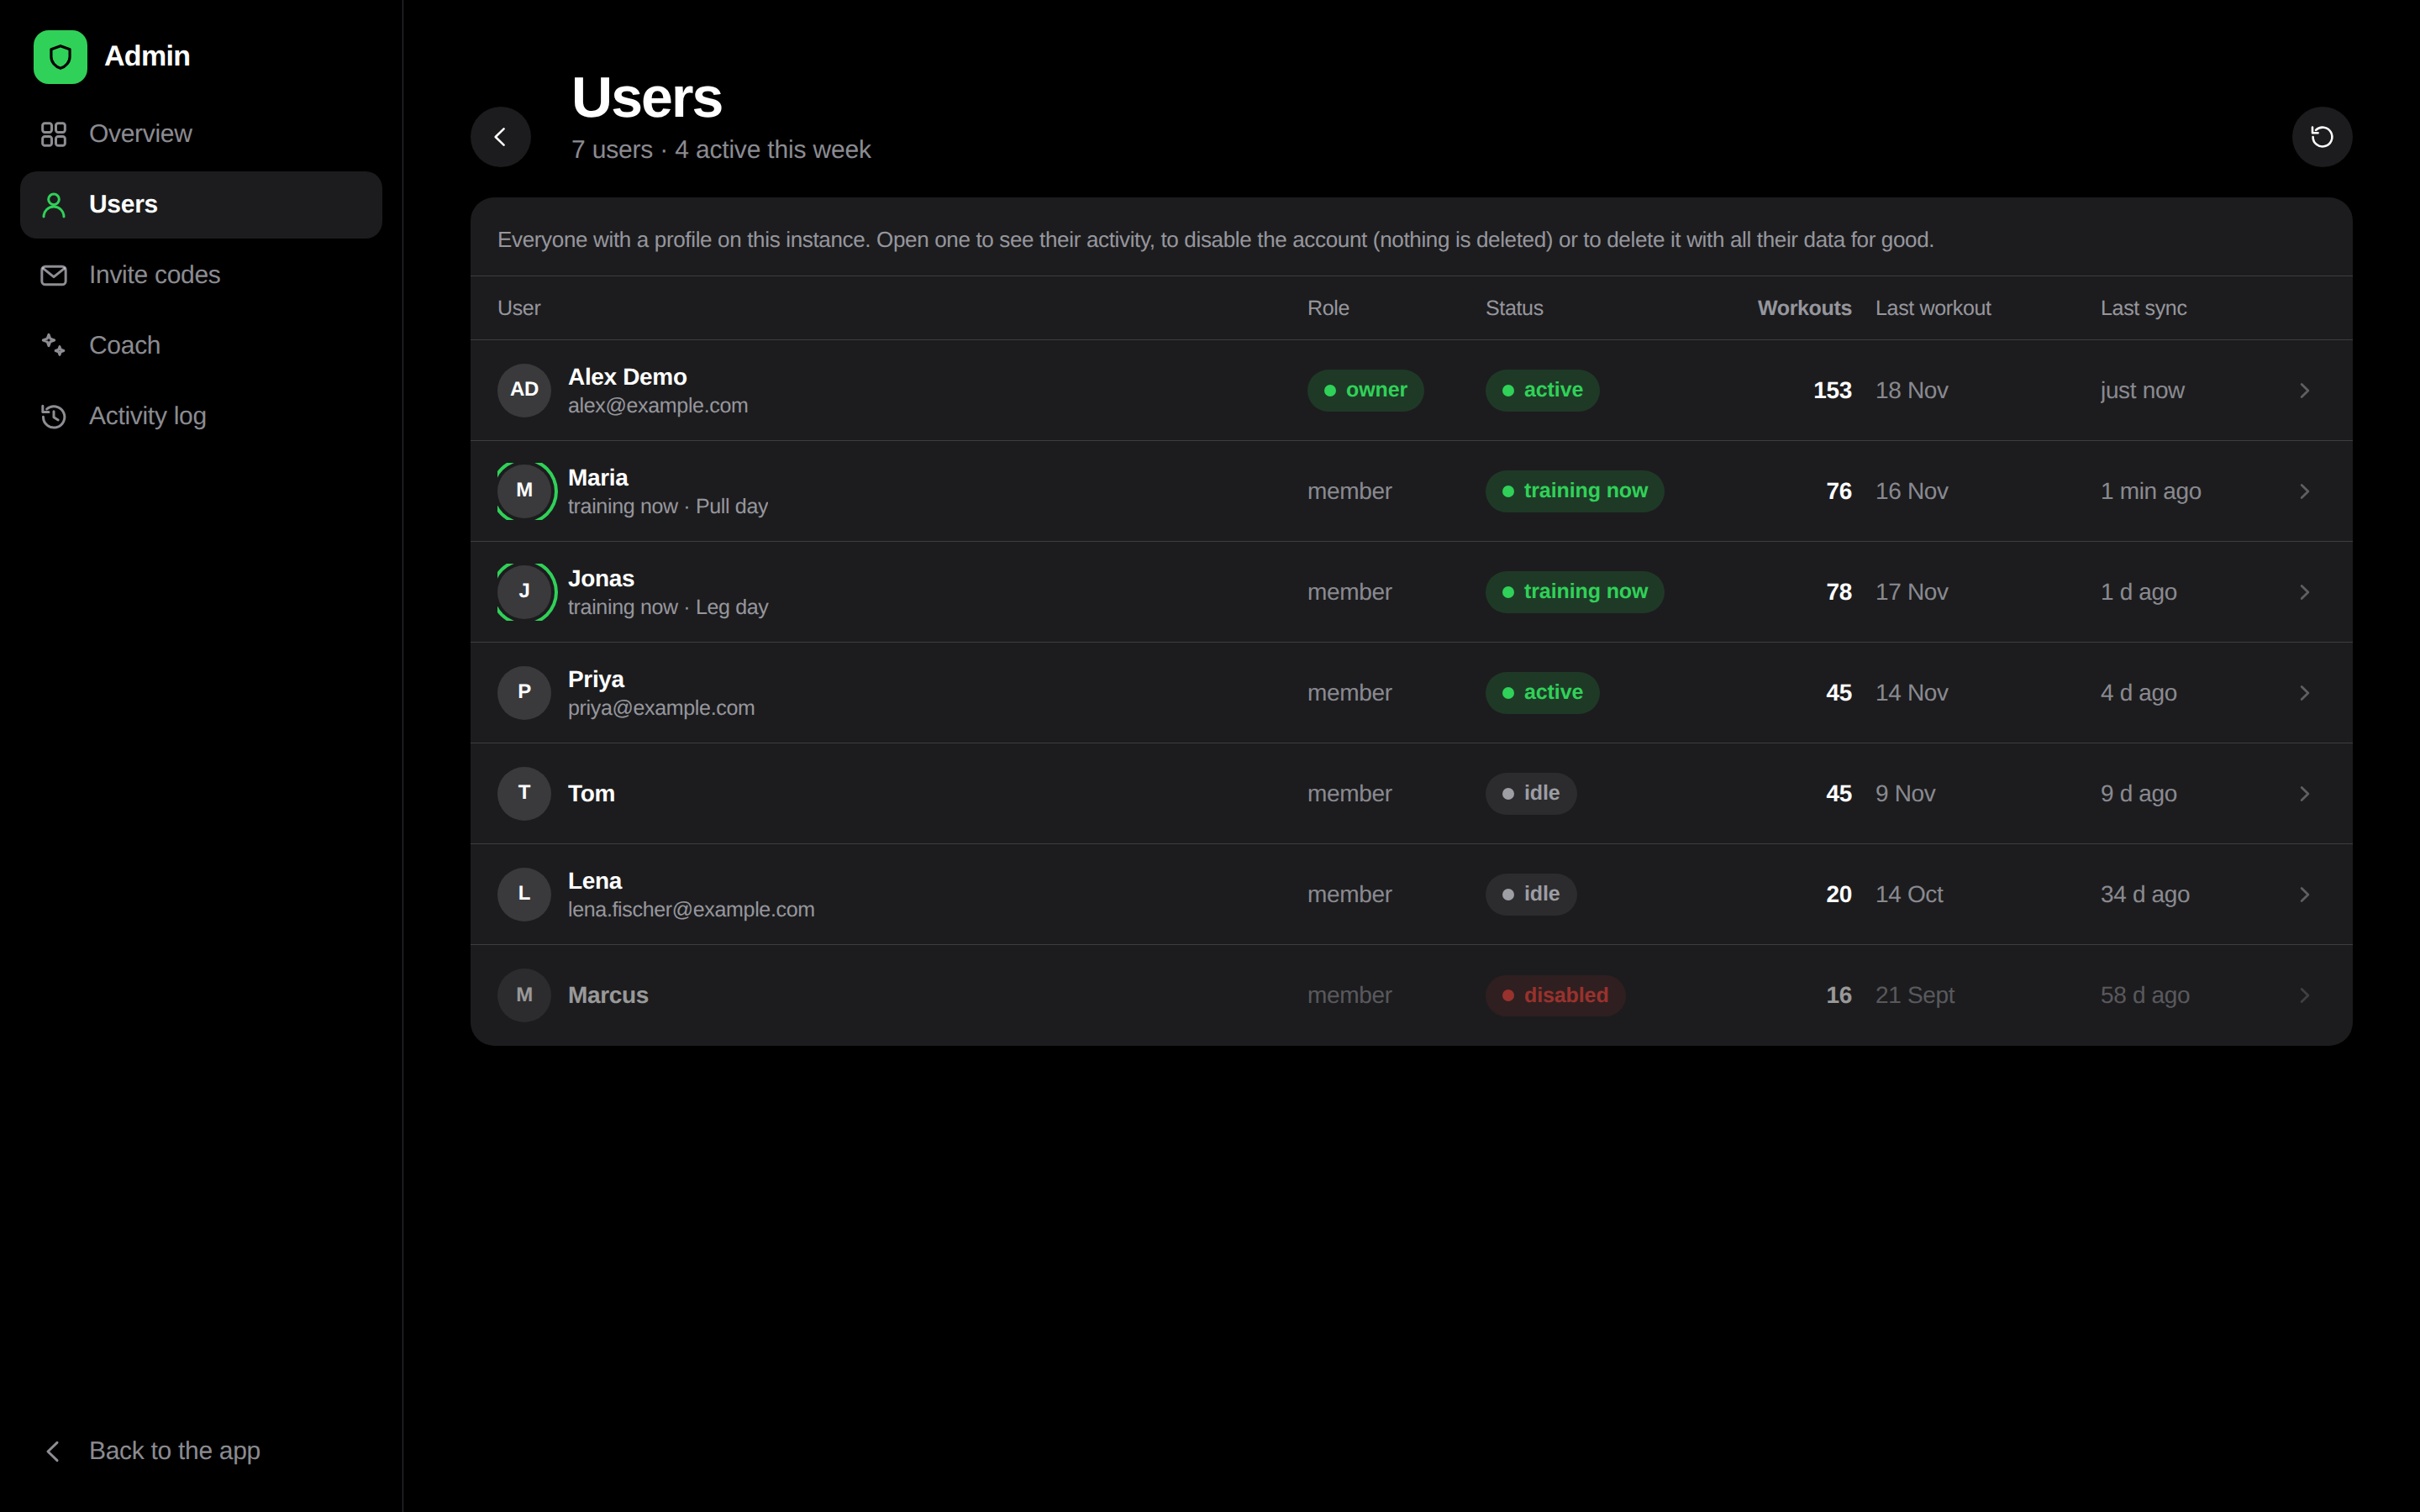 Admin
Overview
Users
Invite codes
Coach
Activity log
Back to the app
Users
7 users · 4 active this week
Everyone with a profile on this instance. Open one to see their activity, to disable the account (nothing is deleted) or to delete it with all their data for good.
User Role Status Workouts Last workout Last sync
AD Alex Demo owner active 153 18 Nov just now
alex@example.com
M Maria member training now 76 16 Nov 1 min ago
training now · Pull day
J Jonas member training now 78 17 Nov 1 d ago
training now · Leg day
P Priya member active 45 14 Nov 4 d ago
priya@example.com
T Tom member idle 45 9 Nov 9 d ago
L Lena member idle 20 14 Oct 34 d ago
lena.fischer@example.com
M Marcus member disabled 16 21 Sept 58 d ago